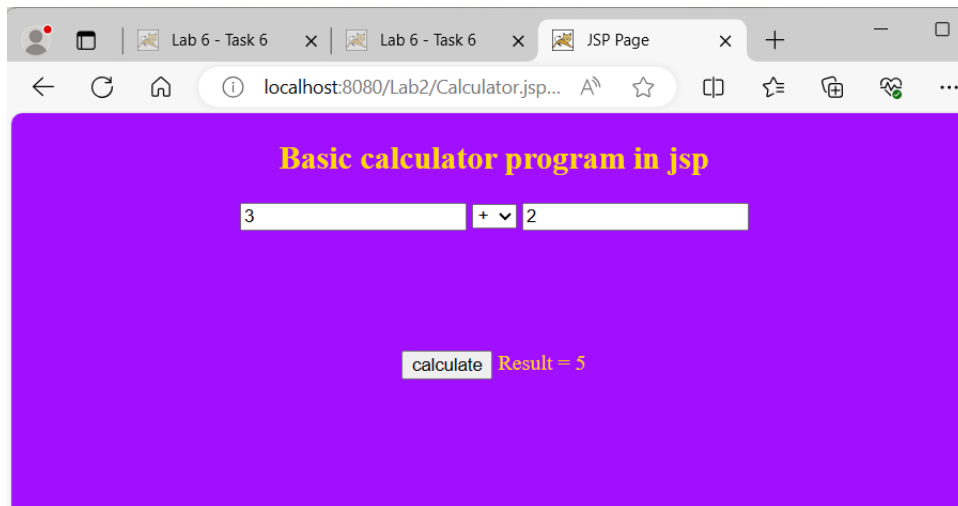 Lab 6 - Task 6
Lab 6 - Task 6
JSP Page
localhost:8080/Lab2/Calculator.jsp...
Basic calculator program in jsp
3 + 2
calculate Result = 5